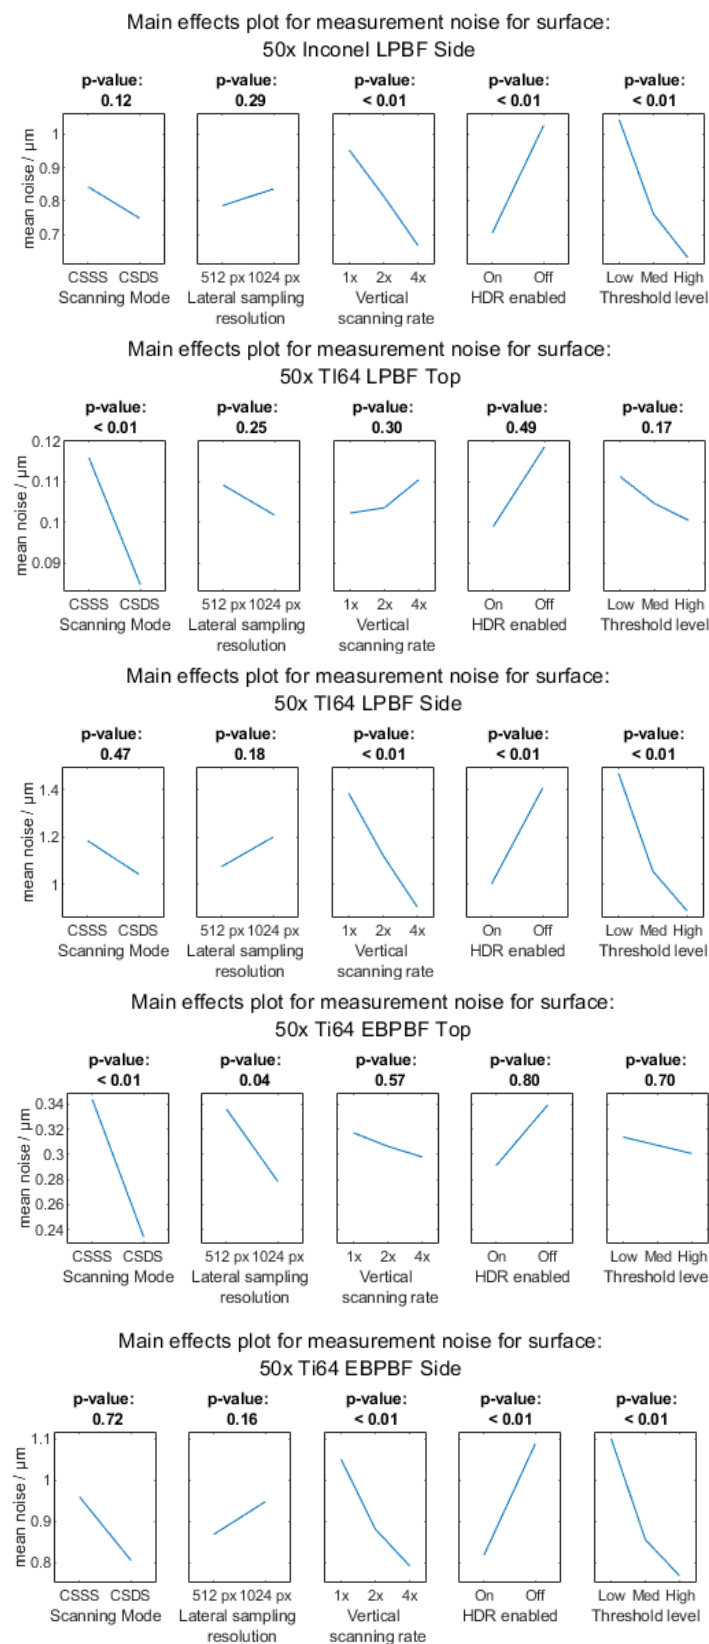 Main effects plot for measurement noise for surface:
50x Inconel LPBF Side
p-value: p-value: p-value: p-value: p-value:
0.12 0.29 < 0.01 < 0.01 < 0.01
mean noise / μm
1
0.9
0.8
0.7
CSSS CSDS 512 px 1024 px 1x 2x 4x On Off Low Med High
Scanning Mode Lateral sampling Vertical HDR enabled Threshold level
resolution scanning rate
Main effects plot for measurement noise for surface:
50x TI64 LPBF Top
p-value: p-value: p-value: p-value: p-value:
< 0.01 0.25 0.30 0.49 0.17
mean noise / μm
0.12
0.11
0.1
0.09
CSSS CSDS 512 px 1024 px 1x 2x 4x On Off Low Med High
Scanning Mode Lateral sampling Vertical HDR enabled Threshold level
resolution scanning rate
Main effects plot for measurement noise for surface:
50x TI64 LPBF Side
p-value: p-value: p-value: p-value: p-value:
0.47 0.18 < 0.01 < 0.01 < 0.01
mean noise / μm
1.4
1.2
1
CSSS CSDS 512 px 1024 px 1x 2x 4x On Off Low Med High
Scanning Mode Lateral sampling Vertical HDR enabled Threshold level
resolution scanning rate
Main effects plot for measurement noise for surface:
50x Ti64 EBPBF Top
p-value: p-value: p-value: p-value: p-value:
< 0.01 0.04 0.57 0.80 0.70
mean noise / μm
0.34
0.32
0.3
0.28
0.26
0.24
CSSS CSDS 512 px 1024 px 1x 2x 4x On Off Low Med High
Scanning Mode Lateral sampling Vertical HDR enabled Threshold leve
resolution scanning rate
Main effects plot for measurement noise for surface:
50x Ti64 EBPBF Side
p-value: p-value: p-value: p-value: p-value:
0.72 0.16 < 0.01 < 0.01 < 0.01
mean noise / μm
1.1
1
0.9
0.8
CSSS CSDS 512 px 1024 px 1x 2x 4x On Off Low Med High
Scanning Mode Lateral sampling Vertical HDR enabled Threshold level
resolution scanning rate